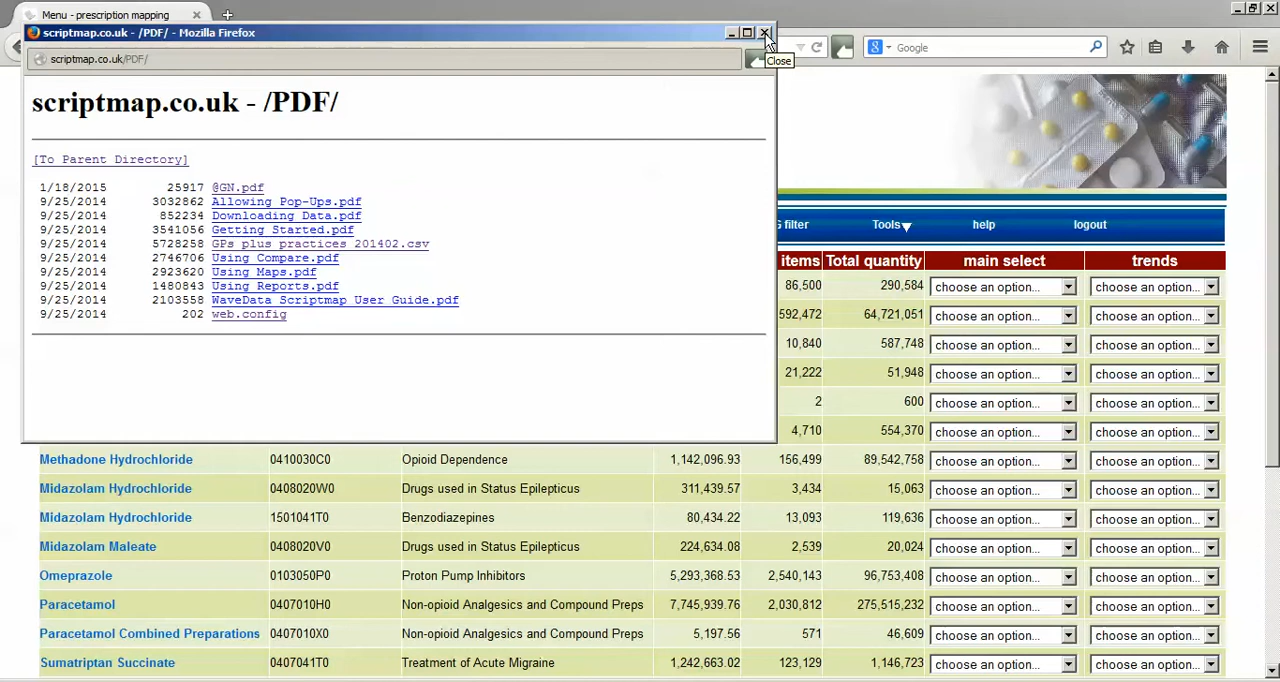 Menu - prescription mapping
scriptmap.co.uk - /PDF/ - Mozilla Firefox
scriptmap.co.uk/PDF/
Google
Close
scriptmap.co.uk - /PDF/
[To Parent Directory]
1/18/2015 25917 @GN.pdf
9/25/2014 3032862 Allowing Pop-Ups.pdf
9/25/2014 852234 Downloading Data.pdf
9/25/2014 3541056 Getting Started.pdf
9/25/2014 5728258 GPs plus practices 201402.csv
9/25/2014 2746706 Using Compare.pdf
9/25/2014 2923620 Using Maps.pdf
9/25/2014 1480843 Using Reports.pdf
9/25/2014 2103558 WaveData Scriptmap User Guide.pdf
9/25/2014 202 web.config
filter Tools help logout
items Total quantity main select trends
86,500 290,584 choose an option... choose an option...
592,472 64,721,051 choose an option... choose an option...
10,840 587,748 choose an option... choose an option...
21,222 51,948 choose an option... choose an option...
2 600 choose an option... choose an option...
4,710 554,370 choose an option... choose an option...
Methadone Hydrochloride 0410030C0 Opioid Dependence 1,142,096.93 156,499 89,542,758 choose an option... choose an option...
Midazolam Hydrochloride 0408020W0 Drugs used in Status Epilepticus 311,439.57 3,434 15,063 choose an option... choose an option...
Midazolam Hydrochloride 1501041T0 Benzodiazepines 80,434.22 13,093 119,636 choose an option... choose an option...
Midazolam Maleate 0408020V0 Drugs used in Status Epilepticus 224,634.08 2,539 20,024 choose an option... choose an option...
Omeprazole 0103050P0 Proton Pump Inhibitors 5,293,368.53 2,540,143 96,753,408 choose an option... choose an option...
Paracetamol 0407010H0 Non-opioid Analgesics and Compound Preps 7,745,939.76 2,030,812 275,515,232 choose an option... choose an option...
Paracetamol Combined Preparations 0407010X0 Non-opioid Analgesics and Compound Preps 5,197.56 571 46,609 choose an option... choose an option...
Sumatriptan Succinate 0407041T0 Treatment of Acute Migraine 1,242,663.02 123,129 1,146,723 choose an option... choose an option...